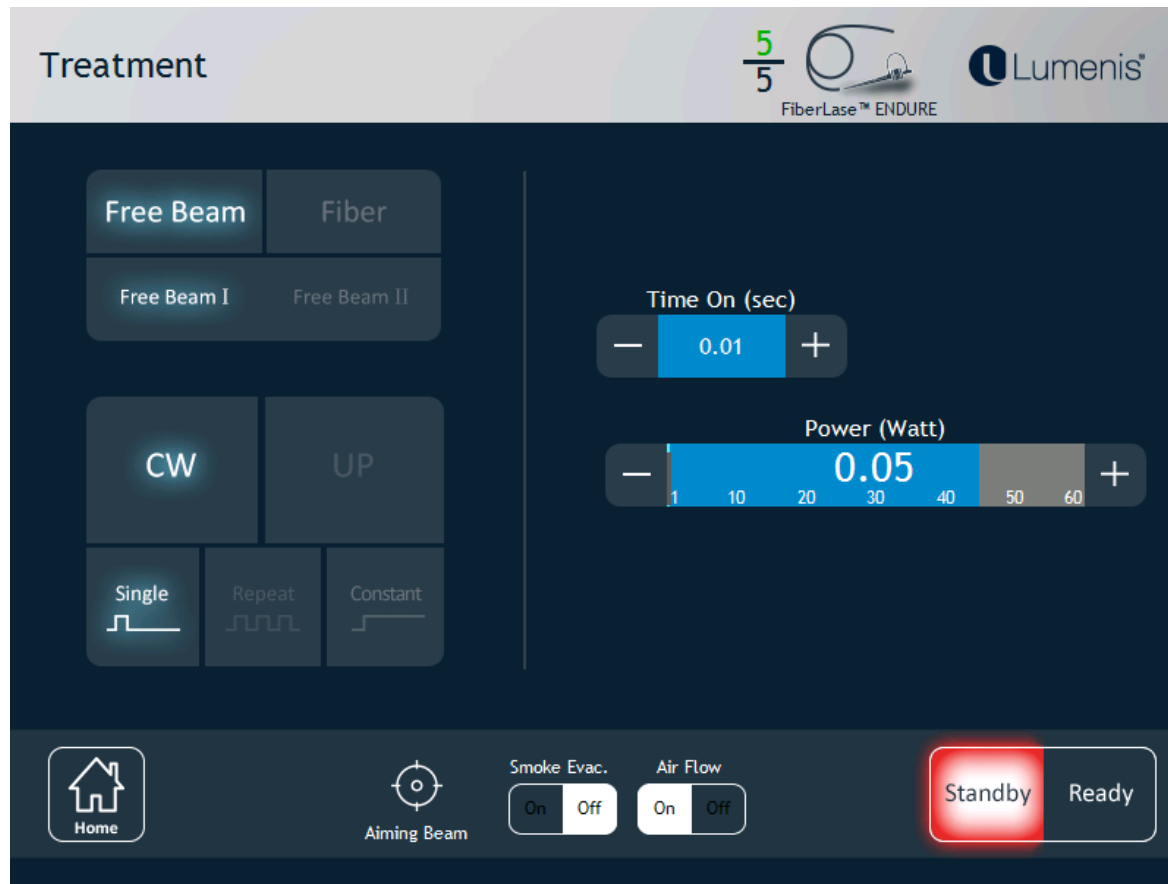 Treatment
5
5
FiberLase™ ENDURE
Lumenis®
Free Beam
Fiber
Free Beam I
Free Beam II
Time On (sec)
− 0.01 +
CW
UP
Power (Watt)
− 0.05 +
1 10 20 30 40 50 60
Single
Repeat
Constant
Home
Aiming Beam
Smoke Evac.
On Off
Air Flow
On Off
Standby
Ready